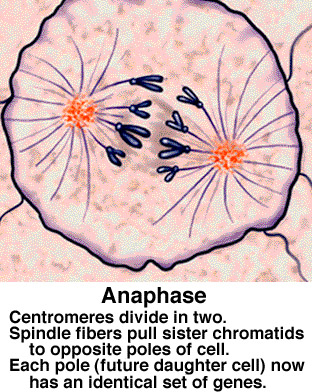 Anaphase
Centromeres divide in two.
Spindle fibers pull sister chromatids
to opposite poles of cell.
Each pole (future daughter cell) now
has an identical set of genes.